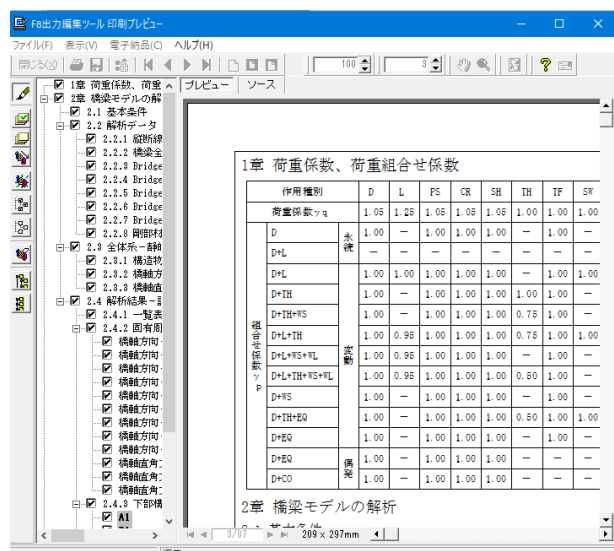 F8出力編集ツール 印刷プレビュー
ファイル(F) 表示(V) 電子納品(C) ヘルプ(H)
閉じる(X) 100 3
プレビュー ソース
1章 荷重係数、荷重
2章 橋梁モデルの解
2.1 基本条件
2.2 解析データ
2.2.1 縦断線
2.2.2 橋梁全
2.2.3 Bridge
2.2.4 Bridge
2.2.5 Bridge
2.2.6 Bridge
2.2.7 Bridge
2.2.8 剛部材
2.3 全体系－静
2.3.1 構造物
2.3.2 橋軸方
2.3.3 橋軸直
2.4 解析結果－
2.4.1 一覧表
2.4.2 固有周
橋軸方向
橋軸方向
橋軸方向
橋軸方向
橋軸方向
橋軸方向
橋軸方向
橋軸方向
橋軸直角
橋軸直角
橋軸直角
2.4.3 下部構
A1
1章 荷重係数、荷重組合せ係数
作用種別 D L PS CR SH TH TF SW
荷重係数γq 1.05 1.25 1.05 1.05 1.05 1.00 1.00 1.00
組合せ係数γp
永続
D 1.00 － 1.00 1.00 1.00 － 1.00 －
D+L － － － － － － － －
変動
D+L 1.00 1.00 1.00 1.00 1.00 － 1.00 1.00
D+TH 1.00 － 1.00 1.00 1.00 1.00 1.00 －
D+TH+WS 1.00 － 1.00 1.00 1.00 0.75 1.00 －
D+L+TH 1.00 0.95 1.00 1.00 1.00 0.75 1.00 1.00
D+L+WS+WL 1.00 0.95 1.00 1.00 1.00 － 1.00 －
D+L+TH+WS+WL 1.00 0.95 1.00 1.00 1.00 0.50 1.00 －
D+WS 1.00 － 1.00 1.00 1.00 － 1.00 －
D+TH+EQ 1.00 － 1.00 1.00 1.00 0.50 1.00 1.00
D+EQ 1.00 － 1.00 1.00 1.00 － 1.00 －
偶発
D+EQ 1.00 － 1.00 1.00 1.00 － － －
D+CO 1.00 － 1.00 1.00 1.00 － － －
2章 橋梁モデルの解析
3/87 209 x 297mm